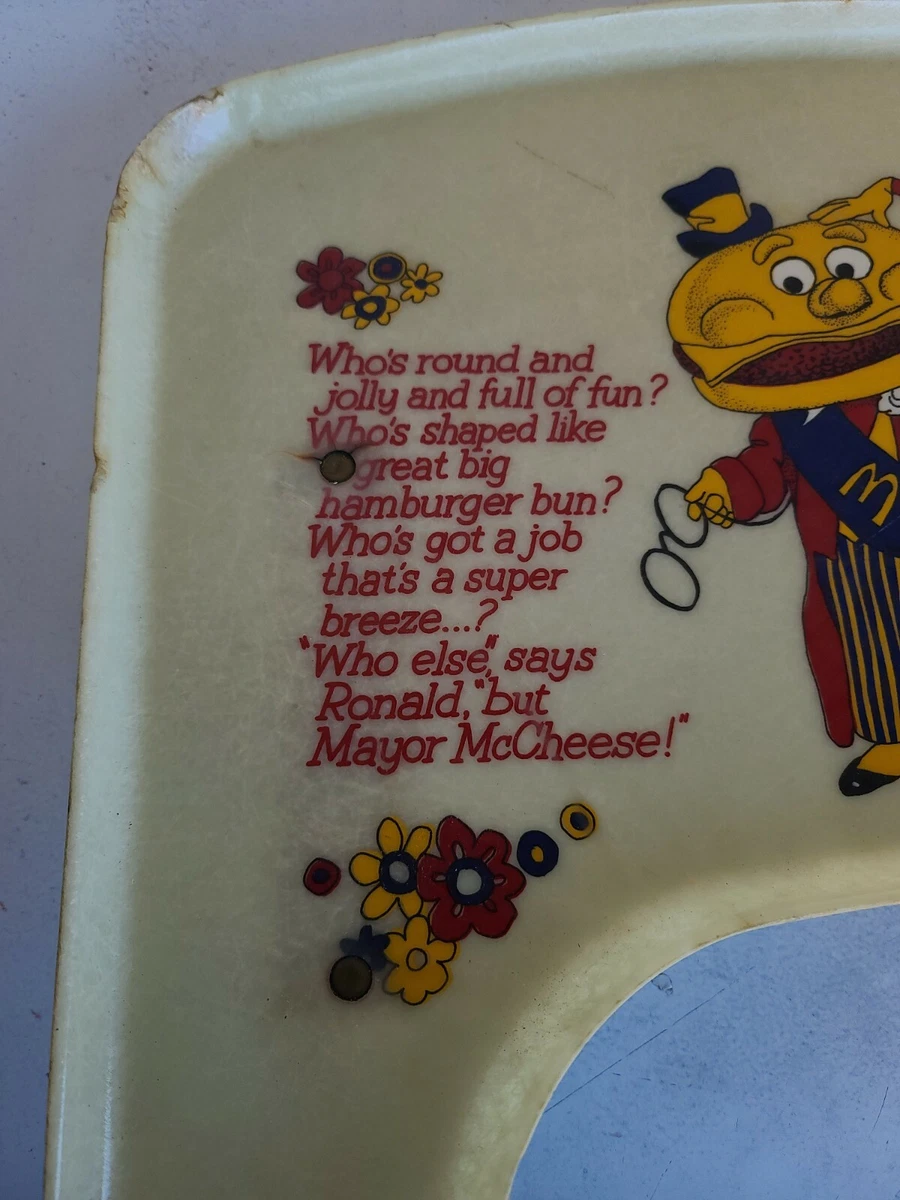 Who's round and
jolly and full of fun?
Who's shaped like
great big
hamburger bun?
Who's got a job
that's a super
breeze...?
"Who else", says
Ronald, "but
Mayor McCheese!"
M